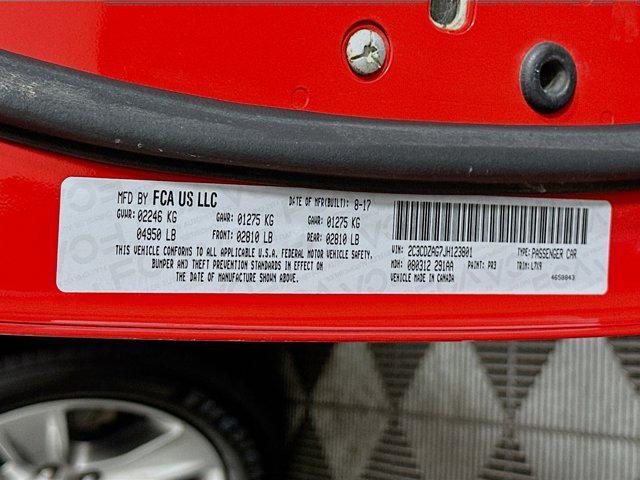 MFD BY FCA US LLC DATE OF MFR(BUILT): 8-17
GVWR: 02246 KG GAWR: 01275 KG GAWR: 01275 KG
04950 LB FRONT: 02810 LB REAR: 02810 LB
THIS VEHICLE CONFORMS TO ALL APPLICABLE U.S.A. FEDERAL MOTOR VEHICLE SAFETY,
BUMPER AND THEFT PREVENTION STANDARDS IN EFFECT ON
THE DATE OF MANUFACTURE SHOWN ABOVE.
VIN: 2C3CDZAG7JH123801 TYPE: PASSENGER CAR
MDH: 080312 291AA PAINT: PR3 TRIM: L7X9
VEHICLE MADE IN CANADA 4658843